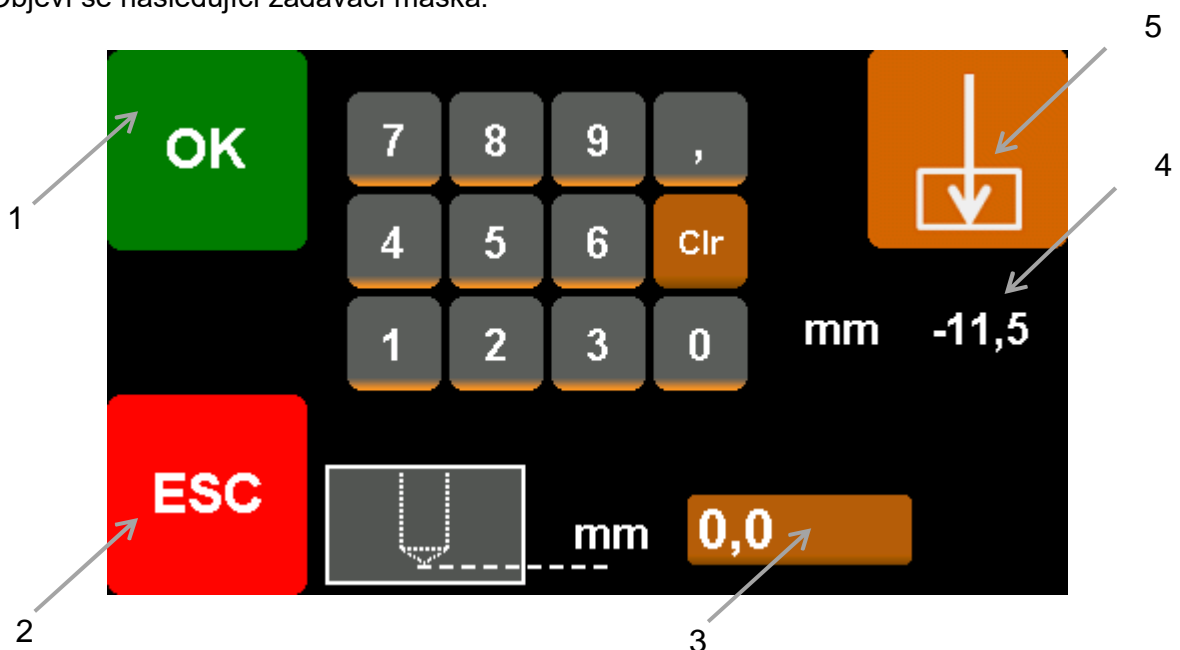 Objeví se následující zadávací maska.
5
OK
7 8 9 ,
4
4 5 6 Clr
1
1 2 3 0
mm -11,5
ESC
mm 0,0
2
3